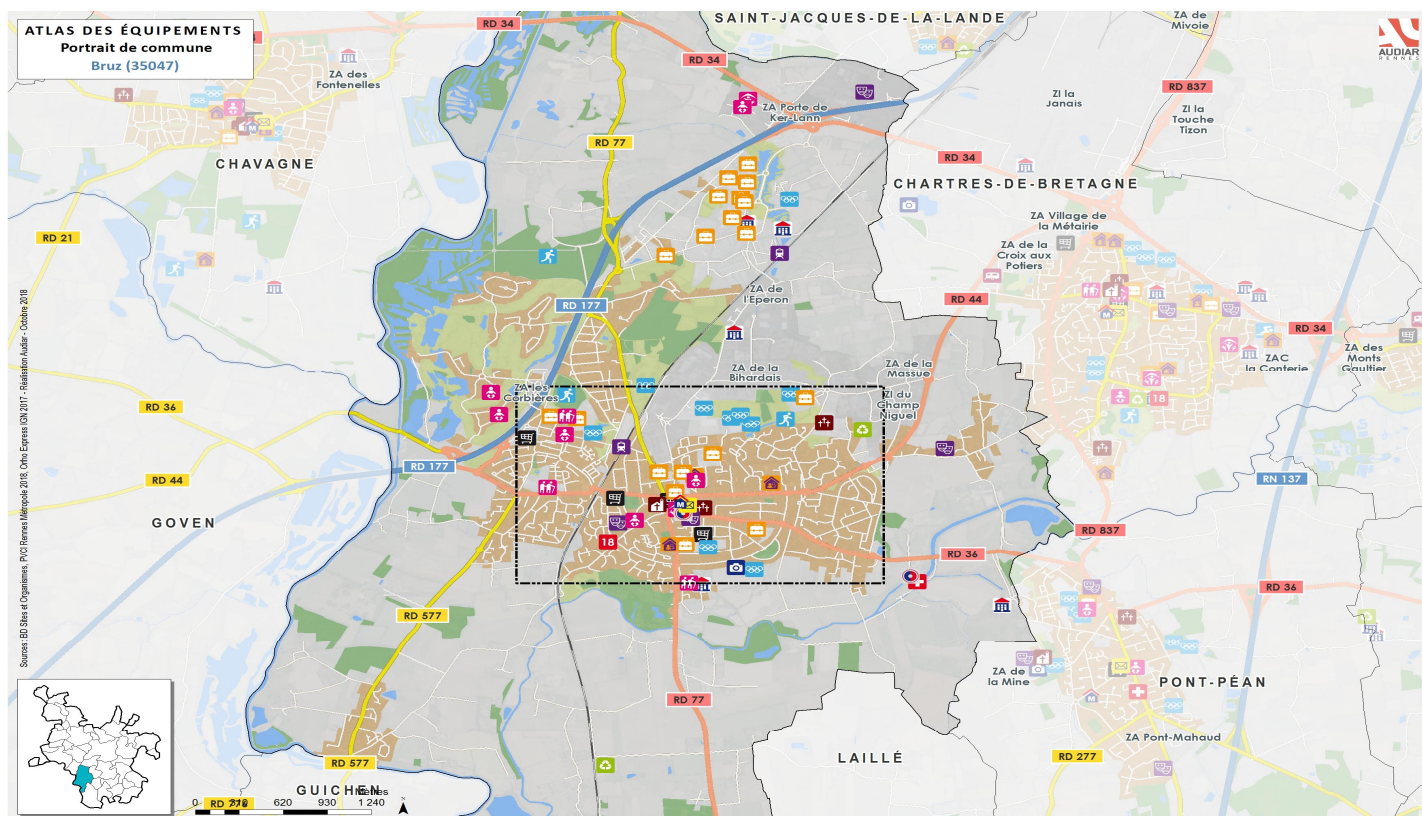 ATLAS DES ÉQUIPEMENTS
Portrait de commune
Bruz (35047)
SAINT-JACQUES-DE-LA-LANDE
ZA de
Mivoie
AUDIAR
RENNES
RD 34
RD 34
ZA des
Fontenelles
ZA Porte de
Ker-Lann
ZI la
Janais
RD 837
ZI la
Touche
Tizon
CHAVAGNE
RD 77
RD 34
CHARTRES-DE-BRETAGNE
ZA Village de
la Métairie
ZA de la
Croix aux
Potiers
RD 21
ZA de
l'Eperon
RD 177
RD 44
RD 34
ZAC
la Conterie
ZA des
Monts
Gaultier
ZA de la
Bihardais
ZA de la
Massue
ZA les
Corbières
ZI du
Champ
Niguel
18
RD 36
RD 177
RD 44
M
RN 137
GOVEN
18
RD 837
RD 36
RD 36
RD 577
ZA de
la Mine
PONT-PÉAN
RD 77
ZA Pont-Mahaud
RD 577
LAILLÉ
RD 277
GUICHEN
Mètres
0 310 620 930 1 240
RD 776
Sources : BD Sites et Organismes, PVCI Rennes Métropole 2018, Ortho Express IGN 2017 - Réalisation Audiar - Octobre 2018